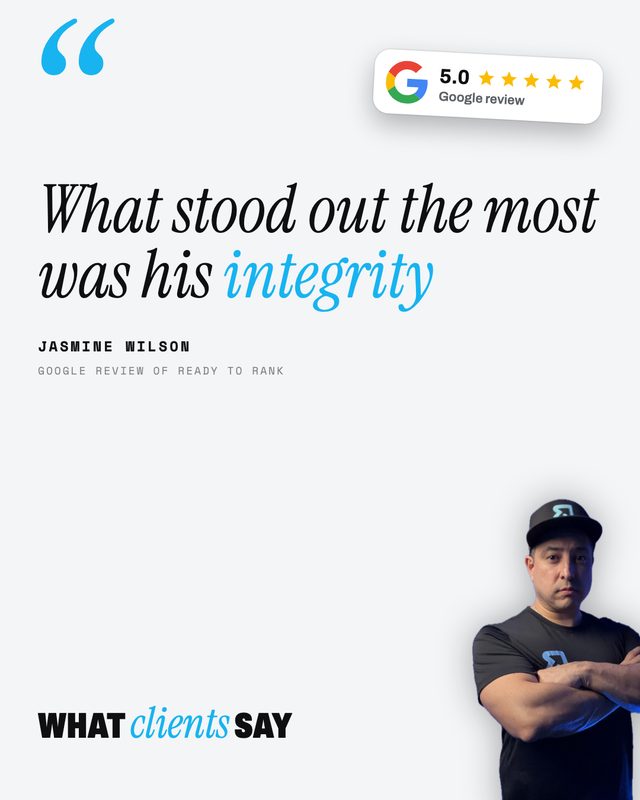 “
5.0 ★★★★★
Google review
What stood out the most
was his integrity
JASMINE WILSON
GOOGLE REVIEW OF READY TO RANK
WHAT clients SAY